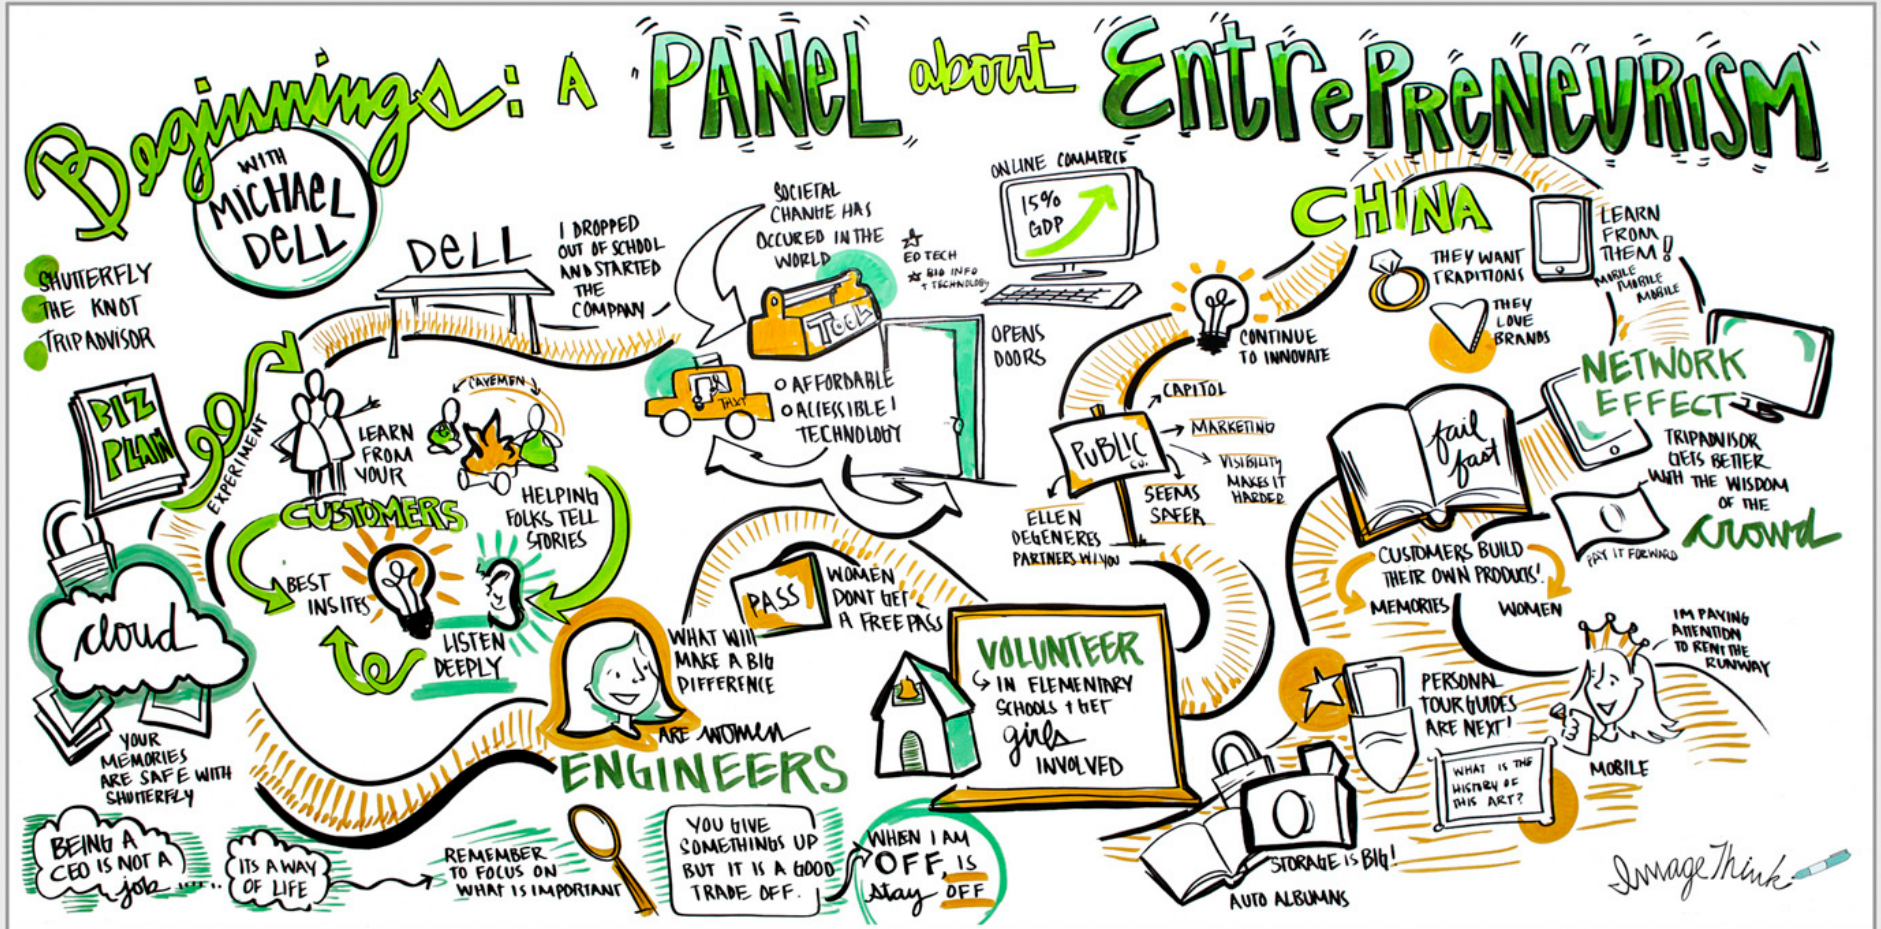 Beginnings: A PANEL about ENTREPRENEURISM
WITH
MICHAEL
DELL
SHUTTERFLY
THE KNOT
TRIPADVISOR
BIZ
PLAN
EXPERIMENT
DELL
I DROPPED
OUT OF SCHOOL
AND STARTED
THE
COMPANY
LEARN
FROM
YOUR
CUSTOMERS
CAVEMEN
HELPING
FOLKS TELL
STORIES
BEST
INSITES
LISTEN
DEEPLY
cloud
YOUR
MEMORIES
ARE SAFE WITH
SHUTTERFLY
SOCIETAL
CHANGE HAS
OCCURED IN THE
WORLD
ED TECH
BIO INFO
+ TECHNOLOGY
TOOL
TAXI
AFFORDABLE
ACCESSIBLE!
TECHNOLOGY
ONLINE COMMERCE
15%
GDP
OPENS
DOORS
WHAT WILL
MAKE A BIG
DIFFERENCE
ARE WOMEN
ENGINEERS
PASS
WOMEN
DONT GET
A FREE PASS
VOLUNTEER
IN ELEMENTARY
SCHOOLS + GET
girls
INVOLVED
PUBLIC
CO.
CAPITOL
MARKETING
VISIBILITY
MAKES IT
HARDER
SEEMS
SAFER
ELLEN
DEGENERES
PARTNERS W/ YOU
CONTINUE
TO INNOVATE
CHINA
THEY WANT
TRADITIONS
THEY
LOVE
BRANDS
LEARN
FROM
THEM!
MOBILE
MOBILE
MOBILE
NETWORK
EFFECT
TRIPADVISOR
GETS BETTER
WITH THE WISDOM
OF THE
CROWD
fail
fast
PAY IT FORWARD
CUSTOMERS BUILD
THEIR OWN PRODUCTS!
MEMORIES
WOMEN
IM PAYING
ATTENTION
TO RENT THE
RUNWAY
MOBILE
PERSONAL
TOUR GUIDES
ARE NEXT!
WHAT IS THE
HISTORY OF
THIS ART?
STORAGE IS BIG!
AUTO ALBUMNS
BEING A
CEO IS NOT A
job....
ITS A WAY
OF LIFE
REMEMBER
TO FOCUS ON
WHAT IS IMPORTANT
YOU GIVE
SOMETHINGS UP
BUT IT IS A GOOD
TRADE OFF.
WHEN I AM
OFF, IS
stay OFF
ImageThink